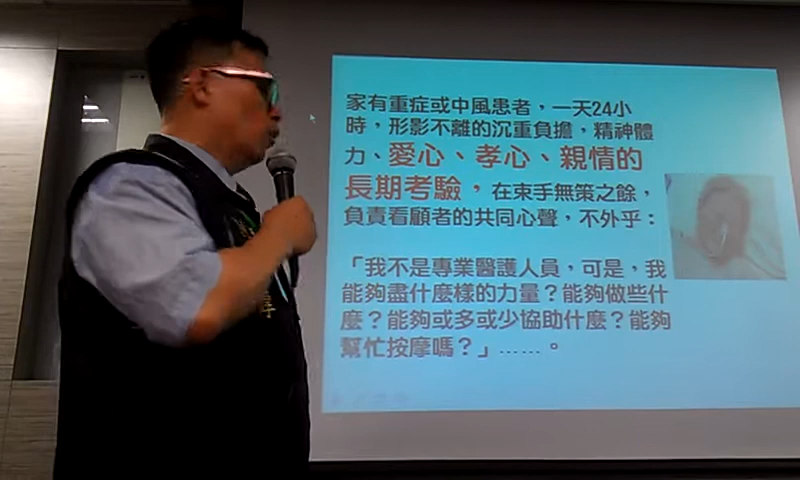 家有重症或中風患者，一天24小
時，形影不離的沉重負擔，精神體
力、愛心、孝心、親情的
長期考驗，在束手無策之餘，
負責看顧者的共同心聲，不外乎：
「我不是專業醫護人員，可是，我
能夠盡什麼樣的力量？能夠做些什
麼？能夠或多或少協助什麼？能夠
幫忙按摩嗎？」……。